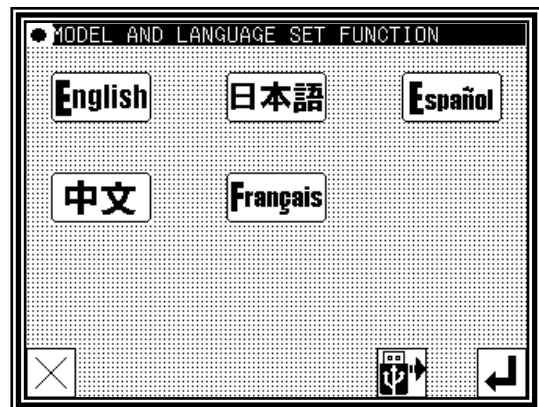 MODEL AND LANGUAGE SET FUNCTION
English 日本語 Español
中文 Français